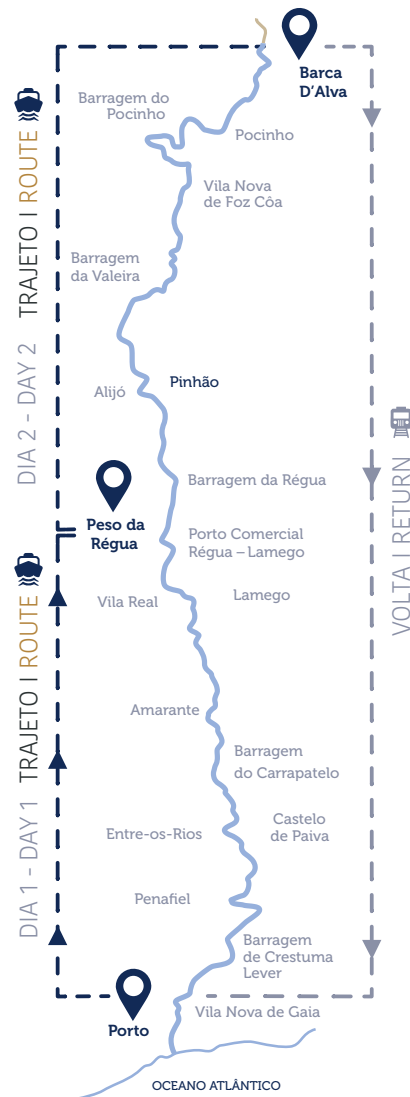 Barca
D'Alva
Barragem do
Pocinho
Pocinho
Vila Nova
de Foz Côa
Barragem
da Valeira
Alijó
Pinhão
Barragem da Régua
Peso da
Régua
Porto Comercial
Régua – Lamego
Vila Real
Lamego
Amarante
Barragem
do Carrapatelo
Entre-os-Rios
Castelo
de Paiva
Penafiel
Barragem
de Crestuma
Lever
Vila Nova de Gaia
Porto
OCEANO ATLÂNTICO
DIA 2 - DAY 2 TRAJETO I ROUTE
DIA 1 - DAY 1 TRAJETO I ROUTE
VOLTA I RETURN